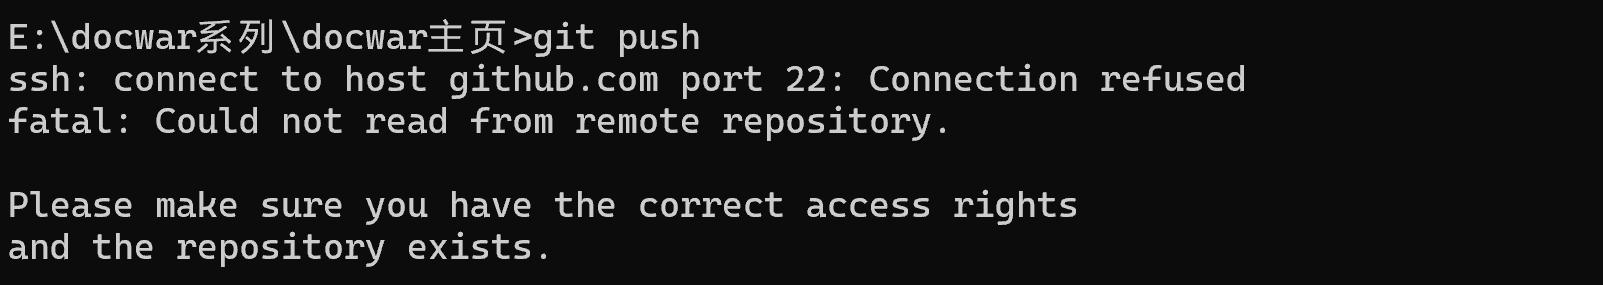 E:\docwar系列\docwar主页>git push
ssh: connect to host github.com port 22: Connection refused
fatal: Could not read from remote repository.
Please make sure you have the correct access rights
and the repository exists.